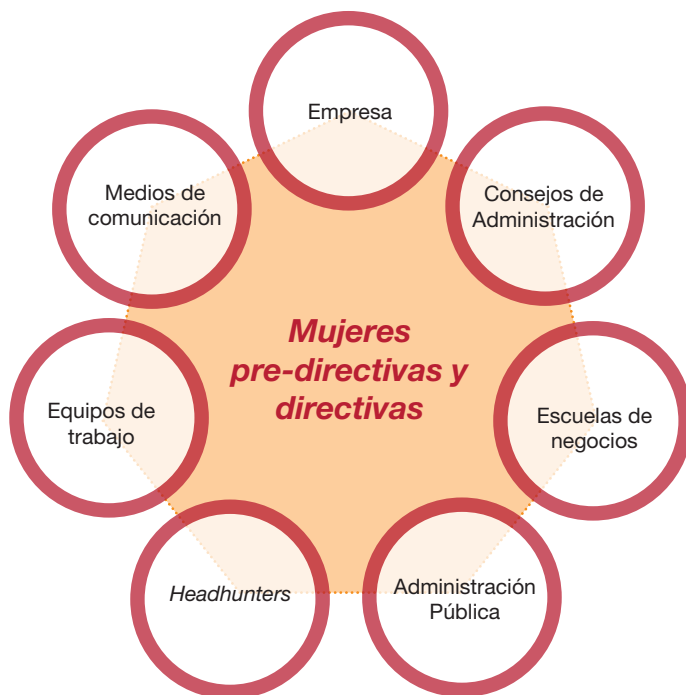 Empresa
Medios de
comunicación
Consejos de
Administración
Mujeres
pre-directivas y
directivas
Equipos de
trabajo
Escuelas de
negocios
Headhunters
Administración
Pública